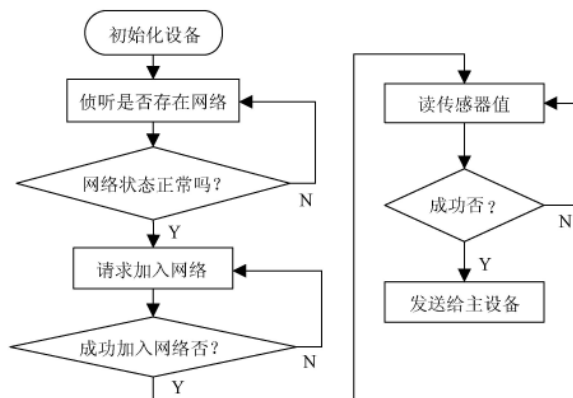 初始化设备
侦听是否存在网络
网络状态正常吗?
N
Y
请求加入网络
成功加入网络否?
N
Y
读传感器值
成功否?
N
Y
发送给主设备